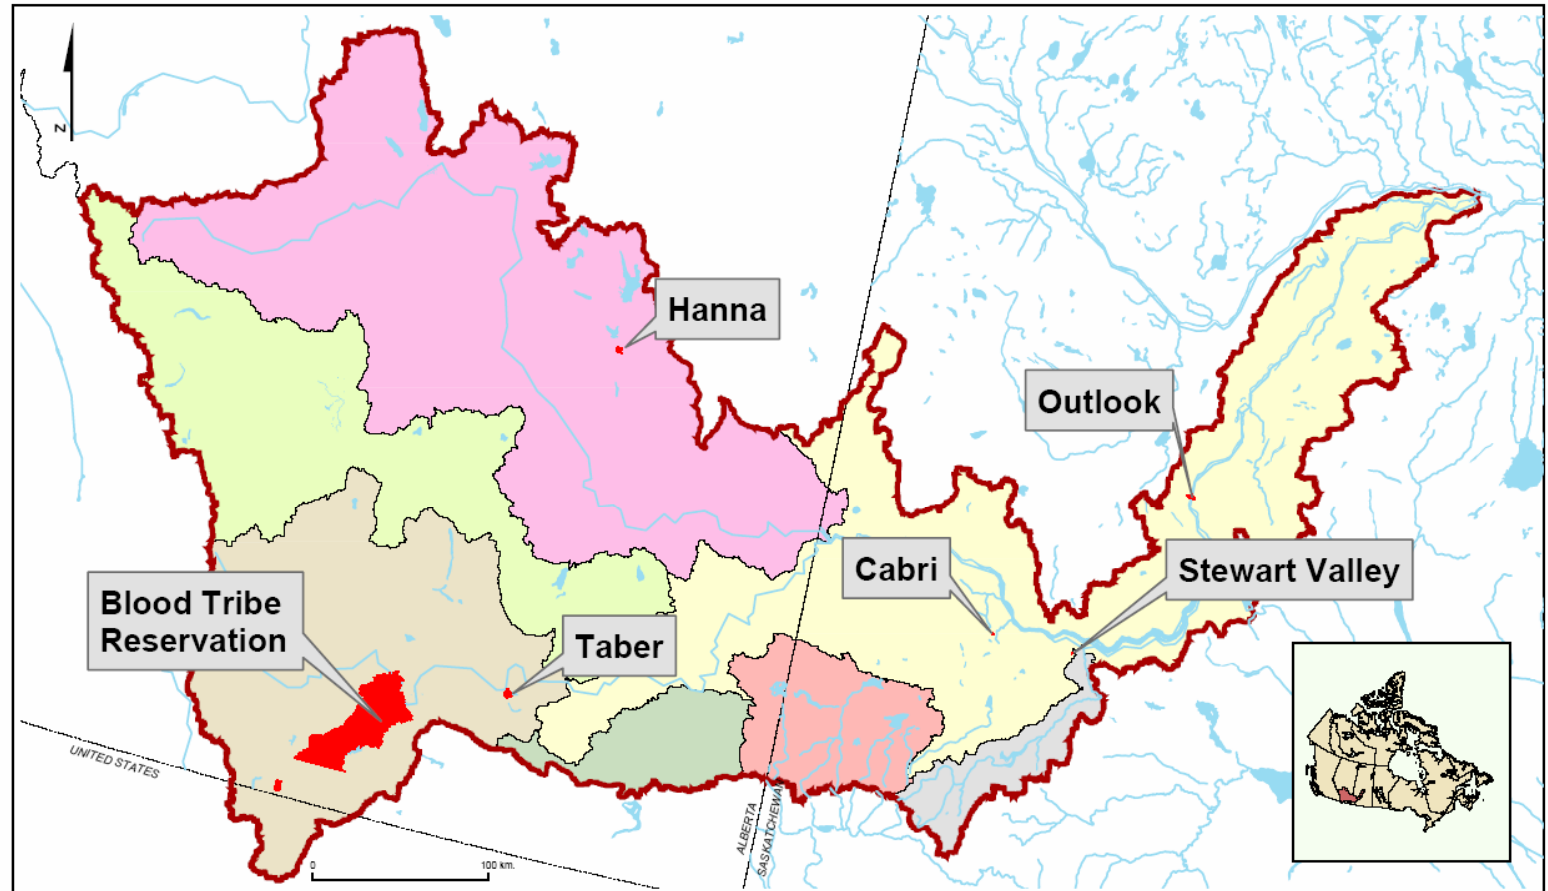 N
Hanna
Outlook
Cabri
Stewart Valley
Blood Tribe
Reservation
Taber
UNITED STATES
ALBERTA
SASKATCHEWAN
0
100 km.